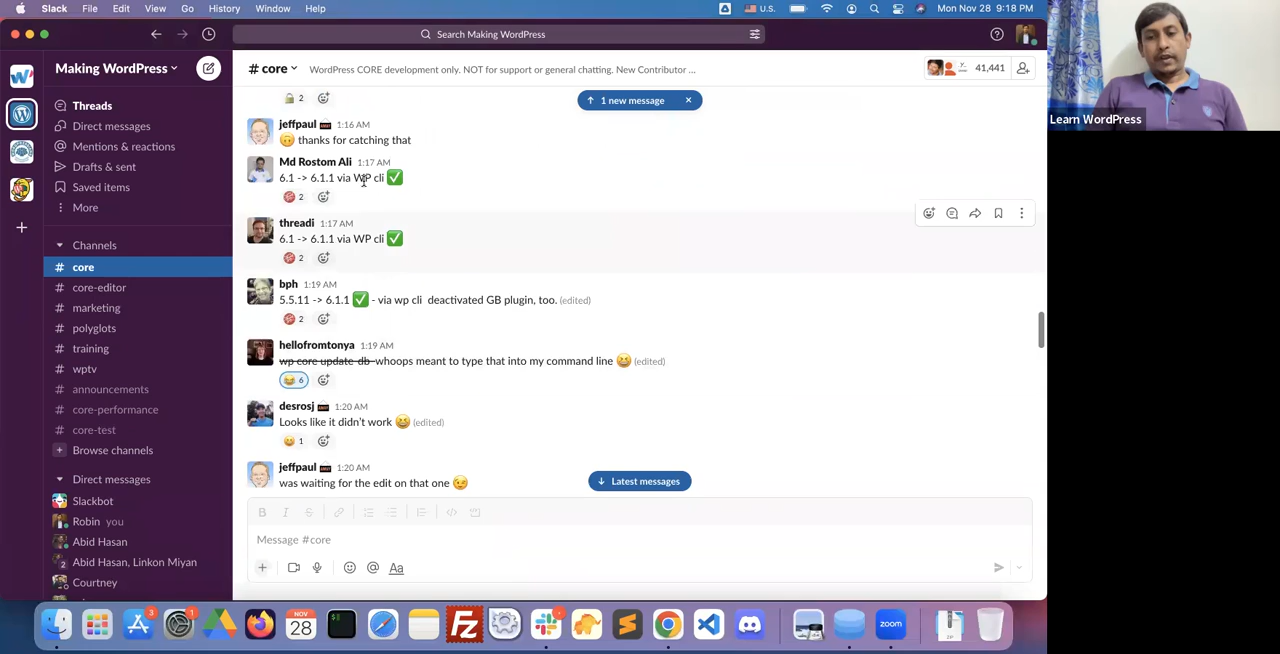 Slack File Edit View Go History Window Help
U.S. Mon Nov 28 9:18 PM
Search Making WordPress
Making WordPress
Threads
Direct messages
Mentions & reactions
Drafts & sent
Saved items
More
Channels
# core
# core-editor
# marketing
# polyglots
# training
# wptv
# announcements
# core-performance
# core-test
+ Browse channels
Direct messages
Slackbot
Robin you
Abid Hasan
2 Abid Hasan, Linkon Miyan
Courtney
# core
WordPress CORE development only. NOT for support or general chatting. New Contributor ...
41,441
1 new message
2
jeffpaul 1:16 AM
🙃 thanks for catching that
Md Rostom Ali 1:17 AM
6.1 -> 6.1.1 via WP cli ✅
2
threadi 1:17 AM
6.1 -> 6.1.1 via WP cli ✅
2
bph 1:19 AM
5.5.11 -> 6.1.1 ✅ - via wp cli deactivated GB plugin, too. (edited)
2
hellofromtonya 1:19 AM
wp core update-db whoops meant to type that into my command line 😆 (edited)
6
desrosj 1:20 AM
Looks like it didn't work 😆 (edited)
1
jeffpaul 1:20 AM
was waiting for the edit on that one 😉
Latest messages
Message #core
Aa
Learn WordPress
3
1
NOV
28
Fz
zoom
ZIP